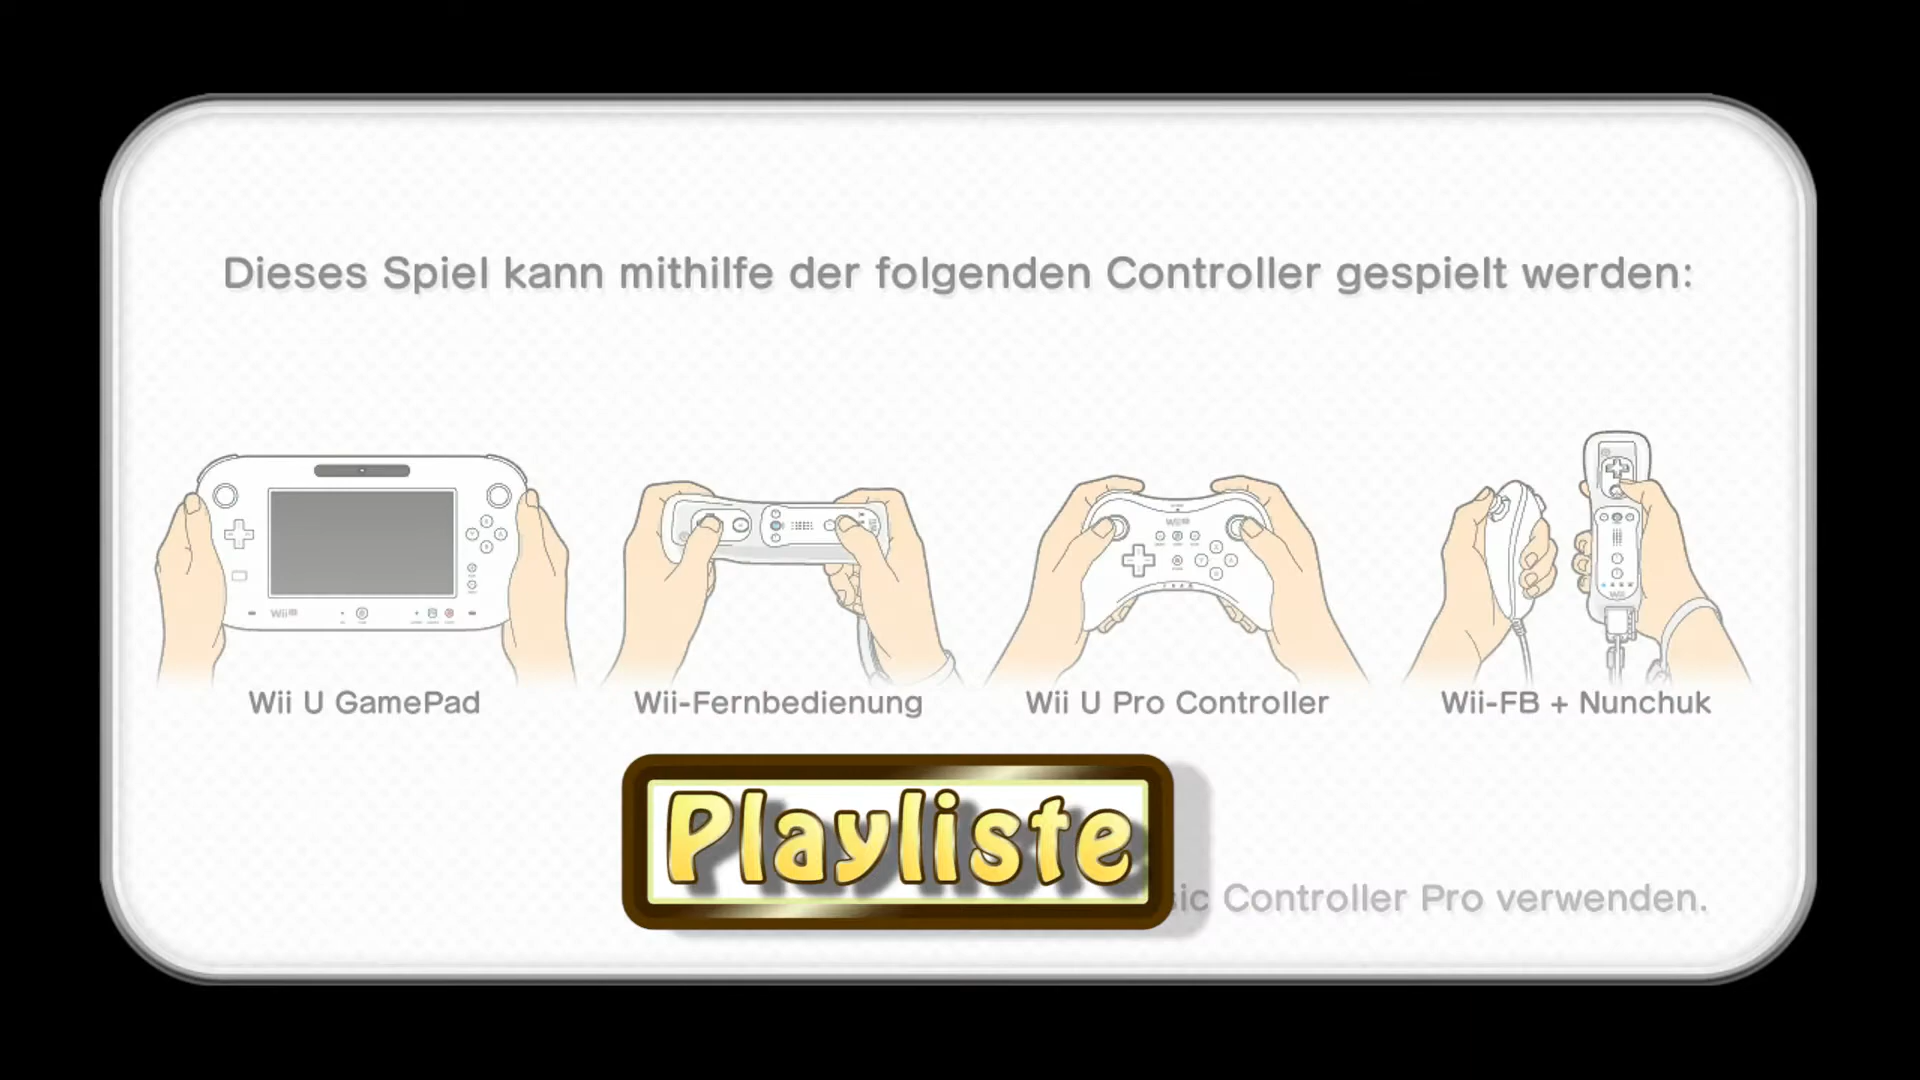 Dieses Spiel kann mithilfe der folgenden Controller gespielt werden:
Wii U GamePad
Wii-Fernbedienung
Wii U Pro Controller
Wii-FB + Nunchuk
Playliste
Controller Pro verwenden.